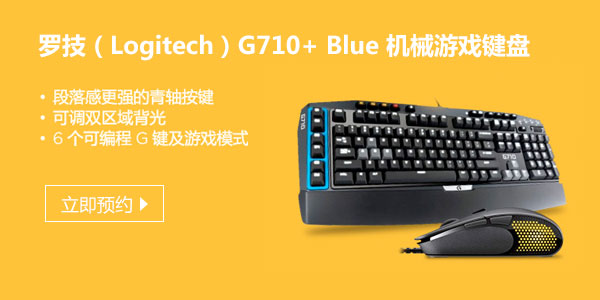 罗技（Logitech）G710+ Blue 机械游戏键盘
• 段落感更强的青轴按键
• 可调双区域背光
• 6 个可编程 G 键及游戏模式
立即预约
G710
G710